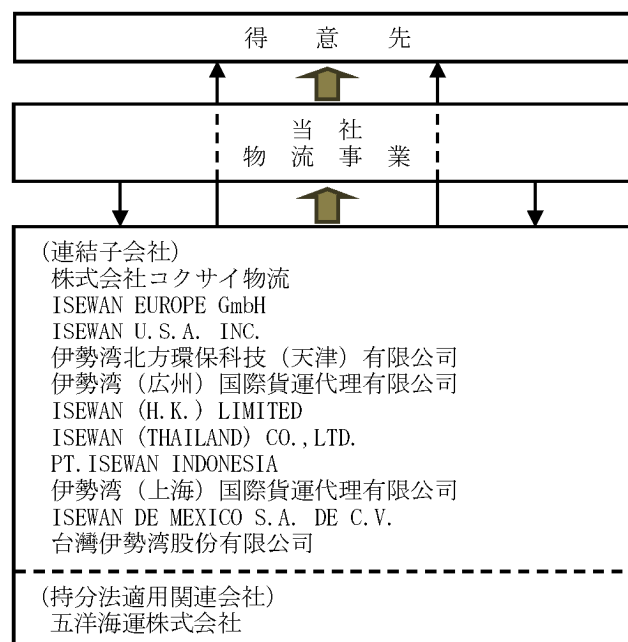 得意先
当社
物流事業
(連結子会社)
株式会社コクサイ物流
ISEWAN EUROPE GmbH
ISEWAN U.S.A. INC.
伊勢湾北方環保科技（天津）有限公司
伊勢湾（広州）国際貨運代理有限公司
ISEWAN (H.K.) LIMITED
ISEWAN (THAILAND) CO.,LTD.
PT.ISEWAN INDONESIA
伊勢湾（上海）国際貨運代理有限公司
ISEWAN DE MEXICO S.A. DE C.V.
台灣伊勢湾股份有限公司
(持分法適用関連会社)
五洋海運株式会社